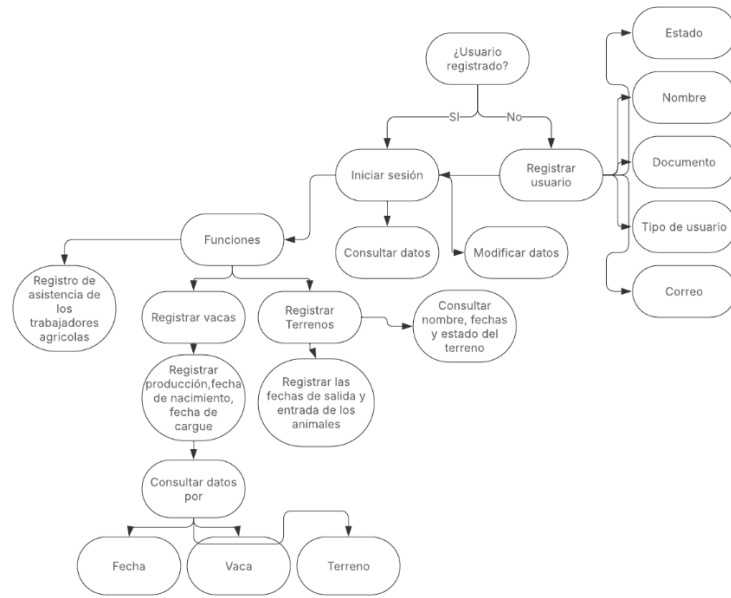 ¿Usuario
registrado?
SI
No
Estado
Nombre
Documento
Tipo de usuario
Correo
Iniciar sesión
Registrar
usuario
Funciones
Consultar datos
Modificar datos
Registro de
asistencia de
los
trabajadores
agricolas
Registrar vacas
Registrar
Terrenos
Consultar
nombre, fechas
y estado del
terreno
Registrar
producción,fecha
de nacimiento,
fecha de
cargue
Registrar las
fechas de salida y
entrada de los
animales
Consultar datos
por
Fecha
Vaca
Terreno